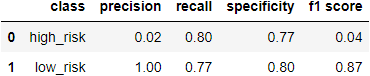 class precision recall specificity f1 score
0 high_risk 0.02 0.80 0.77 0.04
1 low_risk 1.00 0.77 0.80 0.87